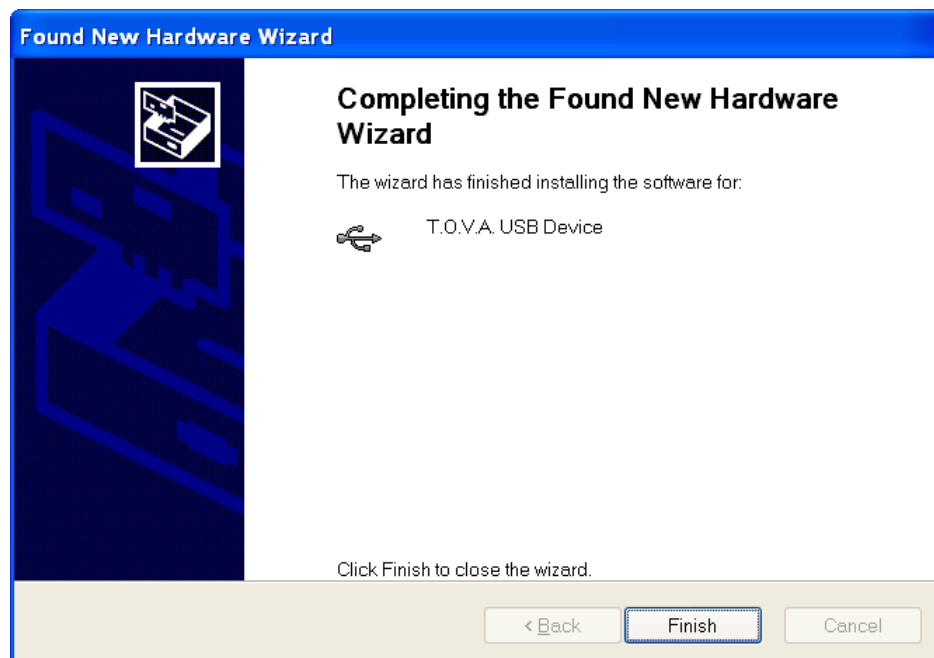 Found New Hardware Wizard
Completing the Found New Hardware
Wizard
The wizard has finished installing the software for:
T.O.V.A. USB Device
Click Finish to close the wizard.
< Back
Finish
Cancel